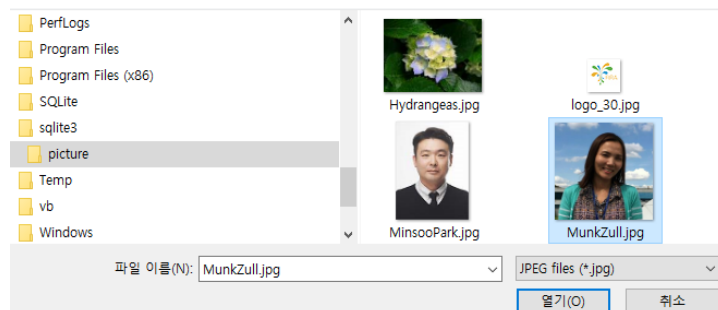 PerfLogs
Program Files
Program Files (x86)
SQLite
sqlite3
picture
Temp
vb
Windows
Hydrangeas.jpg
logo_30.jpg
MinsooPark.jpg
MunkZull.jpg
파일 이름(N): MunkZull.jpg
JPEG files (*.jpg)
열기(O)
취소